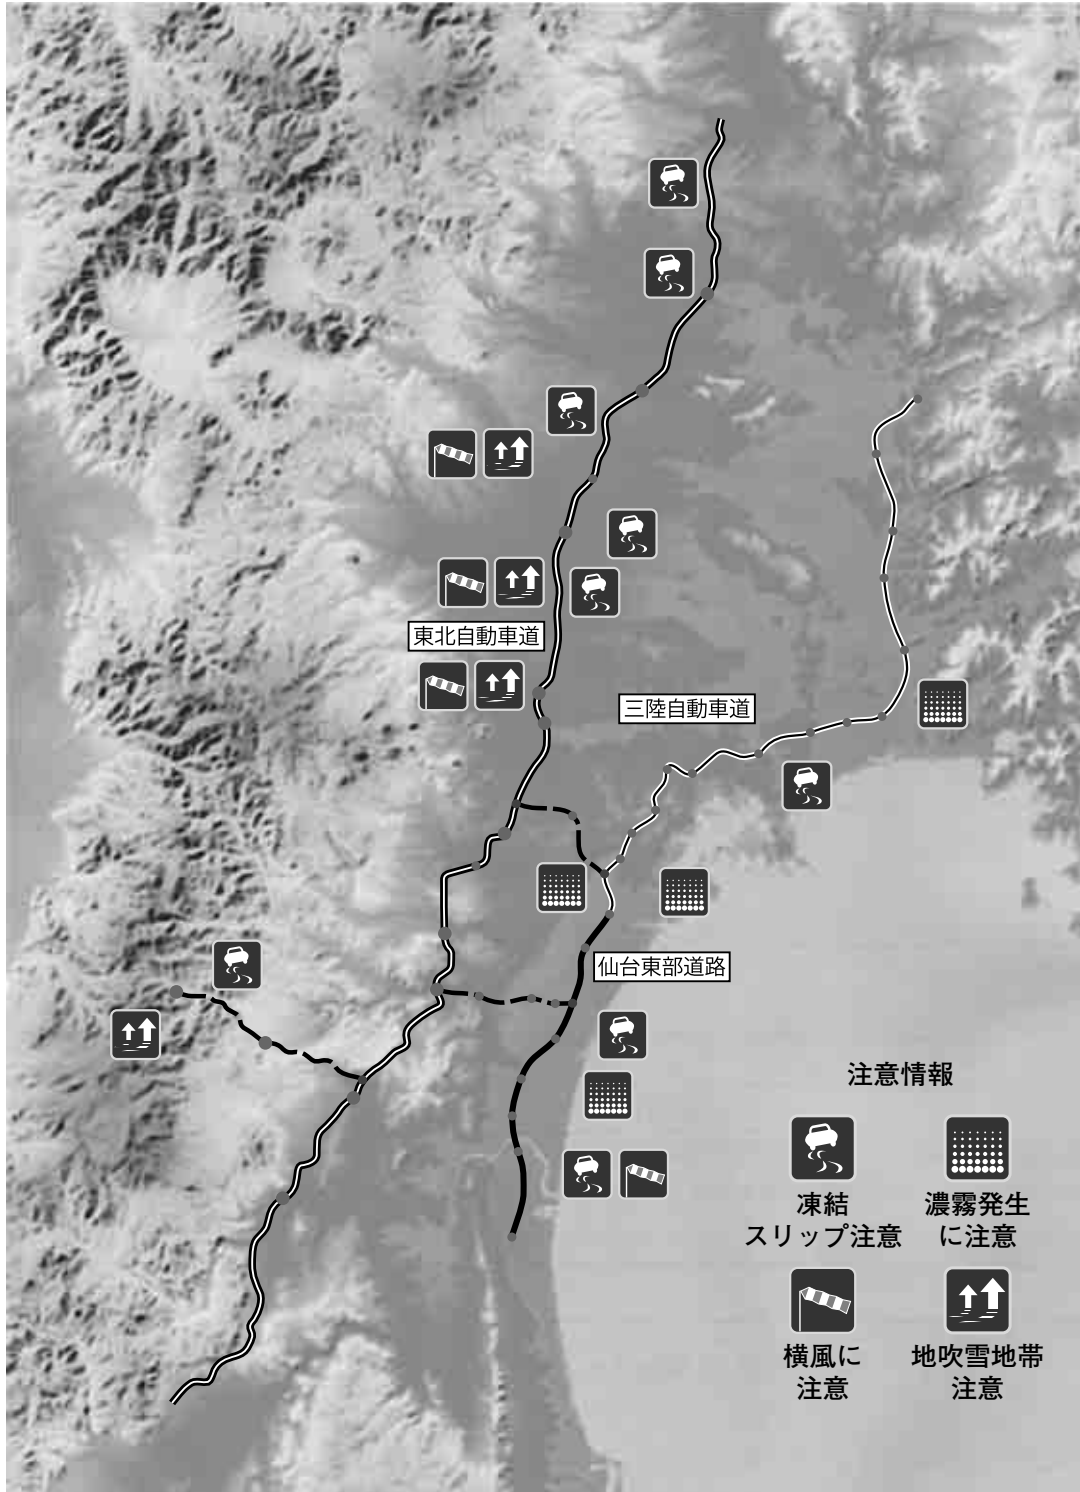 東北自動車道
三陸自動車道
仙台東部道路
注意情報
凍結
スリップ注意
濃霧発生
に注意
横風に
注意
地吹雪地帯
注意